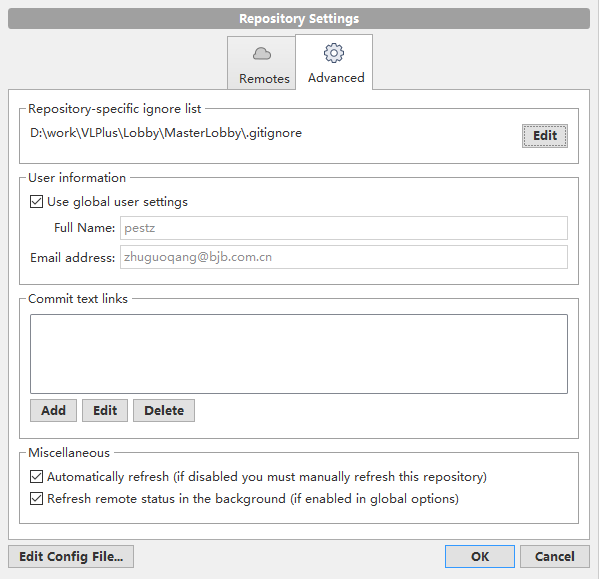 Repository Settings
Remotes
Advanced
Repository-specific ignore list
D:\work\VLPlus\Lobby\MasterLobby\.gitignore
Edit
User information
Use global user settings
Full Name: pestz
Email address: zhuguoqang@bjb.com.cn
Commit text links
Add Edit Delete
Miscellaneous
Automatically refresh (if disabled you must manually refresh this repository)
Refresh remote status in the background (if enabled in global options)
Edit Config File... OK Cancel